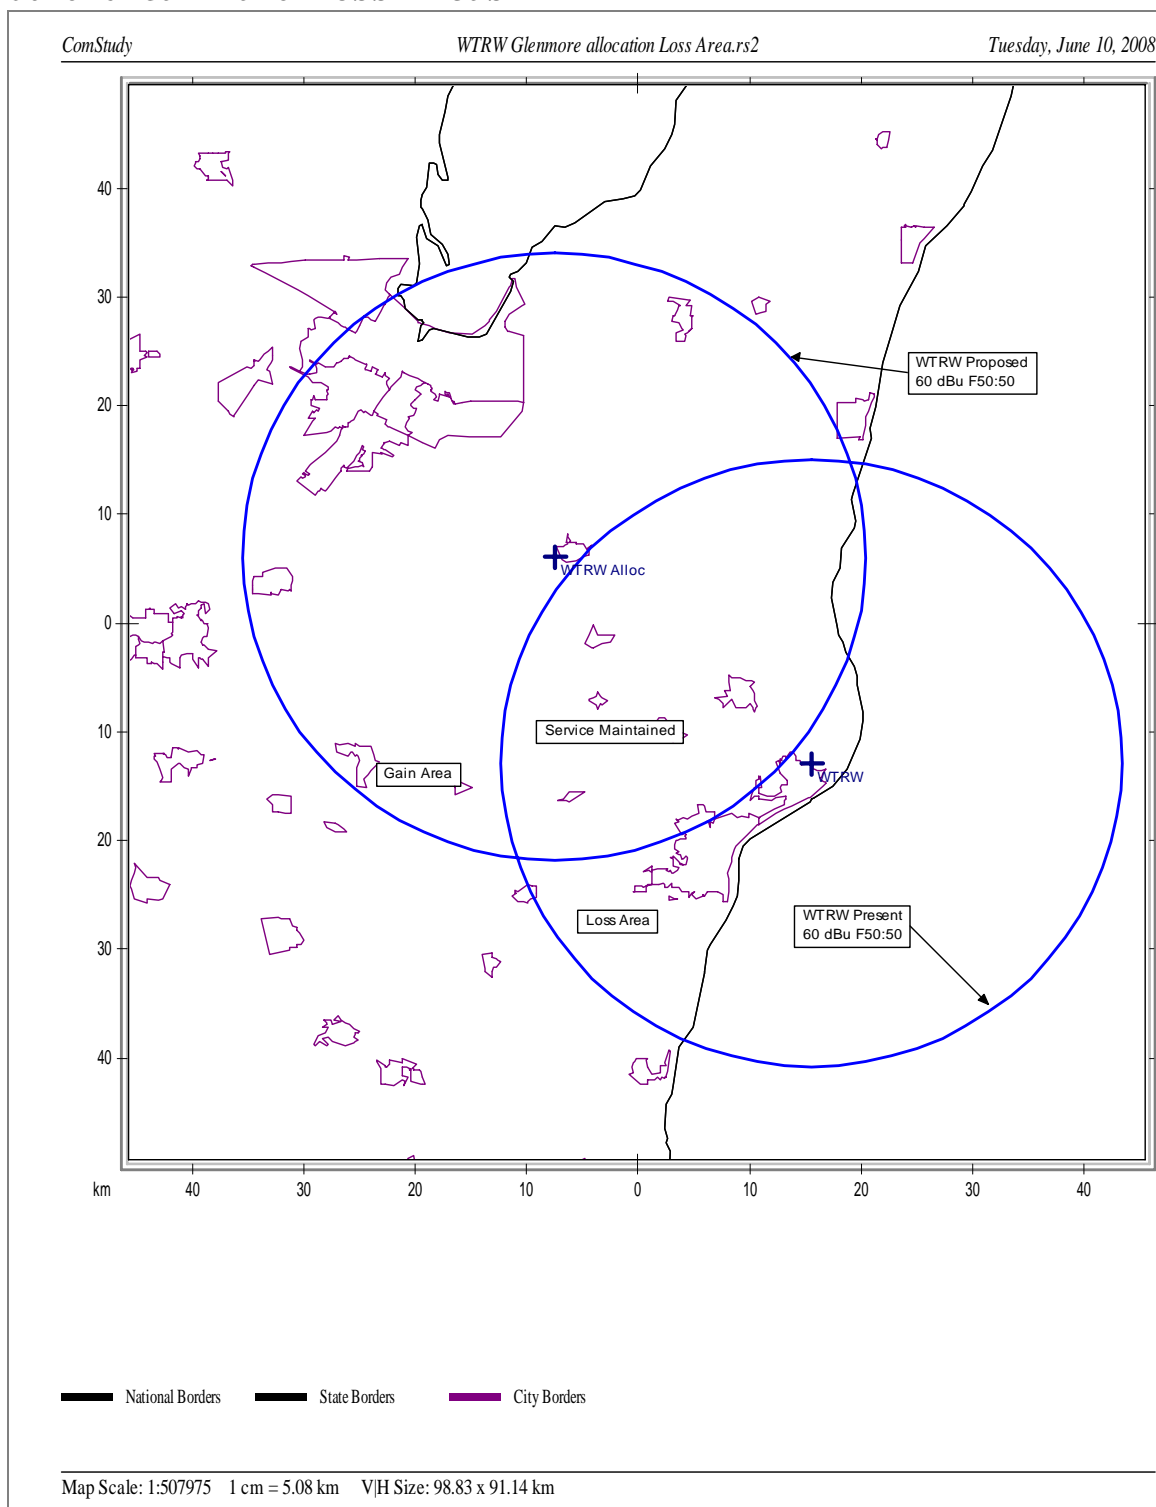 ComStudy WTRW Glenmore allocation Loss Area.rs2 Tuesday, June 10, 2008
40
30
WTRW Proposed
60 dBu F50:50
20
10
WTRW Alloc
0
Service Maintained
10
Gain Area
WTRW
20
Loss Area
WTRW Present
60 dBu F50:50
30
40
km 40 30 20 10 0 10 20 30 40
National Borders State Borders City Borders
Map Scale: 1:507975 1 cm = 5.08 km V|H Size: 98.83 x 91.14 km